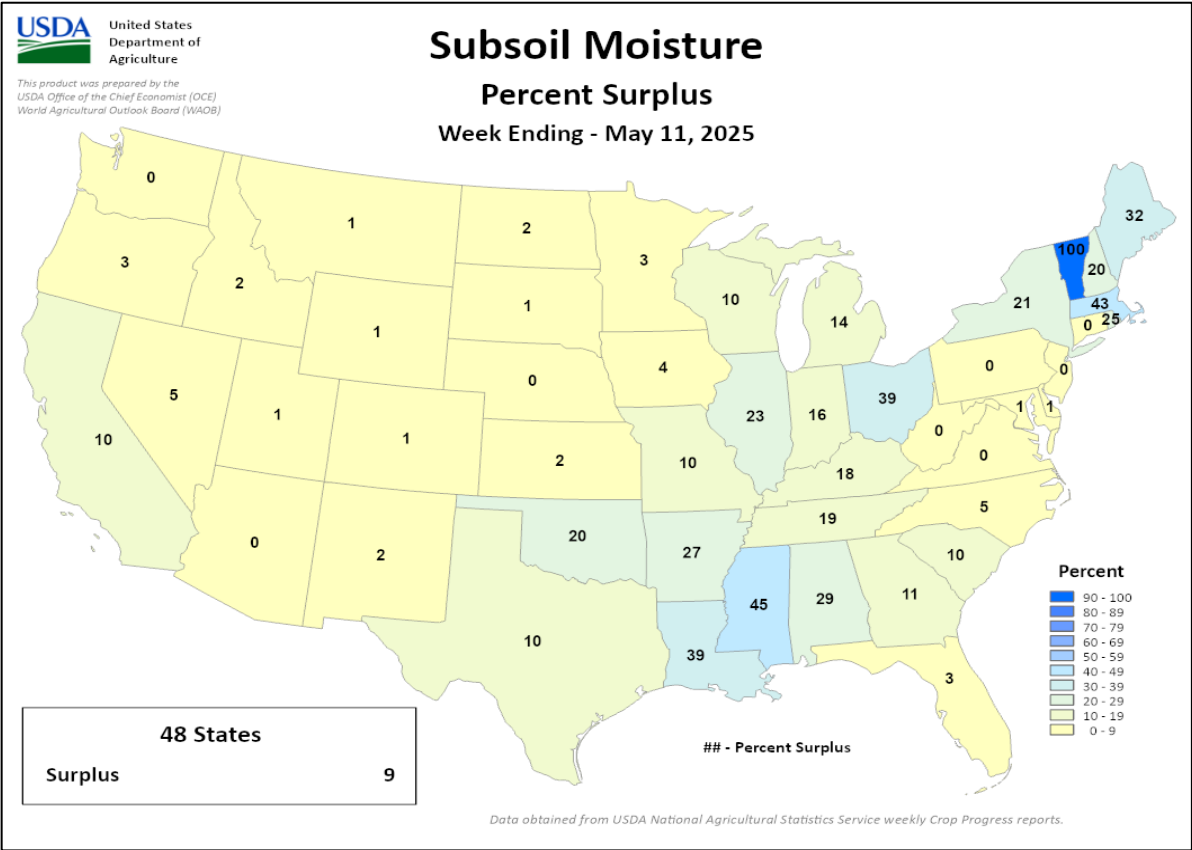 USDA
United States
Department of
Agriculture
This product was prepared by the
USDA Office of the Chief Economist (OCE)
World Agricultural Outlook Board (WAOB)
Subsoil Moisture
Percent Surplus
Week Ending - May 11, 2025
0
1
2
3
32
100
20
3
2
1
1
10
14
21
43
0 25
5
1
1
0
4
0
0
10
2
23
16
39
0
1 1
0
10
18
0
2
20
27
19
5
10
45
29
11
10
39
3
Percent
90 - 100
80 - 89
70 - 79
60 - 69
50 - 59
40 - 49
30 - 39
20 - 29
10 - 19
0 - 9
48 States
Surplus 9
## - Percent Surplus
Data obtained from USDA National Agricultural Statistics Service weekly Crop Progress reports.